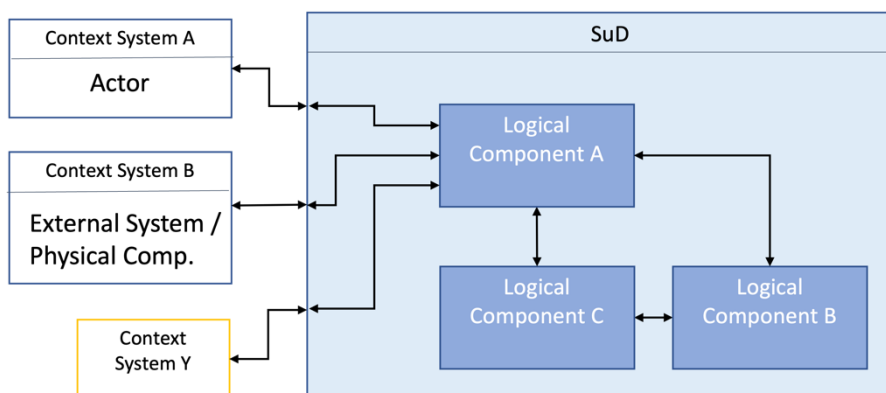 Context System A
Actor
SuD
Logical
Component A
Context System B
External System /
Physical Comp.
Logical
Component C
Logical
Component B
Context
System Y